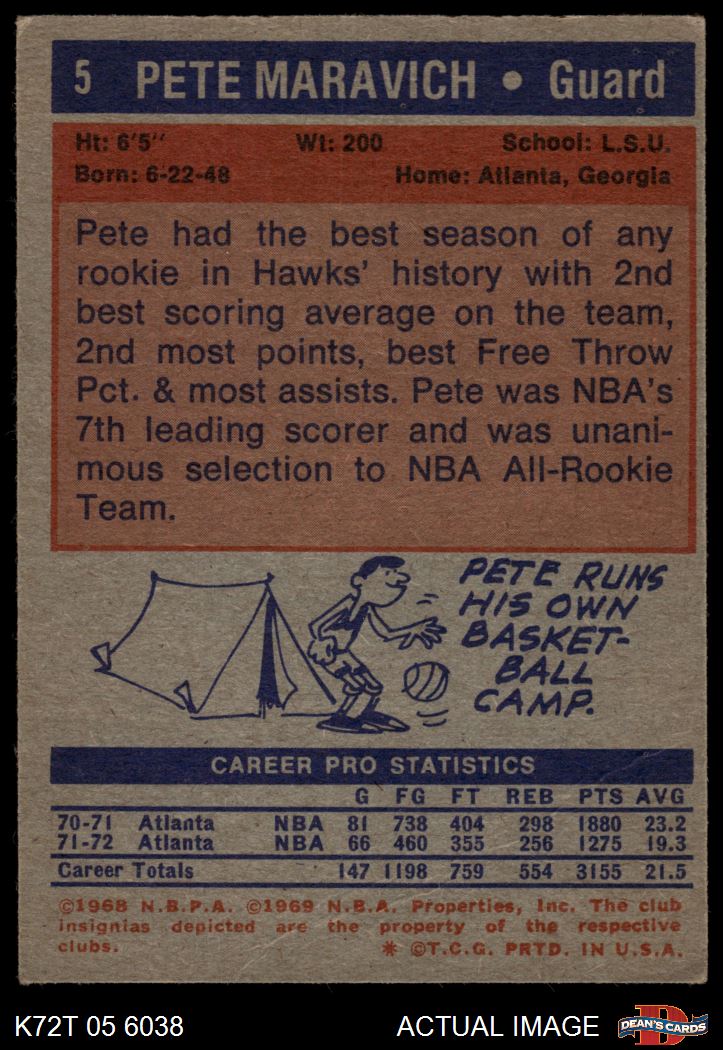 5 PETE MARAVICH • Guard
Ht: 6'5" Wt: 200 School: L.S.U.
Born: 6-22-48 Home: Atlanta, Georgia
Pete had the best season of any
rookie in Hawks' history with 2nd
best scoring average on the team,
2nd most points, best Free Throw
Pct. & most assists. Pete was NBA's
7th leading scorer and was unani-
mous selection to NBA All-Rookie
Team.
PETE RUNS
HIS OWN
BASKET-
BALL
CAMP.
CAREER PRO STATISTICS
G FG FT REB PTS AVG
70-71 Atlanta NBA 81 738 404 298 1880 23.2
71-72 Atlanta NBA 66 460 355 256 1275 19.3
Career Totals 147 1198 759 554 3155 21.5
©1968 N.B.P.A. ©1969 N.B.A. Properties, Inc. The club
insignias depicted are the property of the respective
clubs. * ©T.C.G. PRTD. IN U.S.A.
K72T 05 6038 ACTUAL IMAGE D DEAN'S CARDS